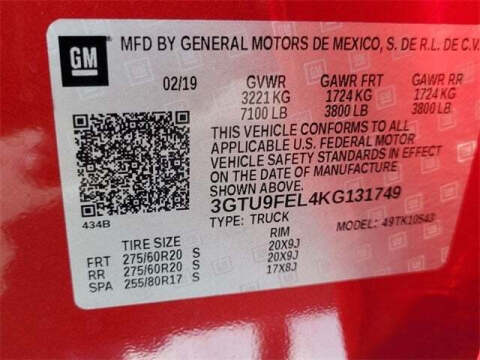 GM
MFD BY GENERAL MOTORS DE MEXICO, S. DE R.L. DE C.V.
02/19 GVWR GAWR FRT GAWR RR
3221 KG 1724 KG 1724 KG
7100 LB 3800 LB 3800 LB
THIS VEHICLE CONFORMS TO ALL
APPLICABLE U.S. FEDERAL MOTOR
VEHICLE SAFETY STANDARDS IN EFFECT
ON THE DATE OF MANUFACTURE
3GTU9FEL4KG131749
434B TYPE: TRUCK MODEL: 49TK10543
TIRE SIZE RIM
FRT 275/60R20 S 20X9J
RR 275/60R20 S 20X9J
SPA 255/80R17 S 17X8J